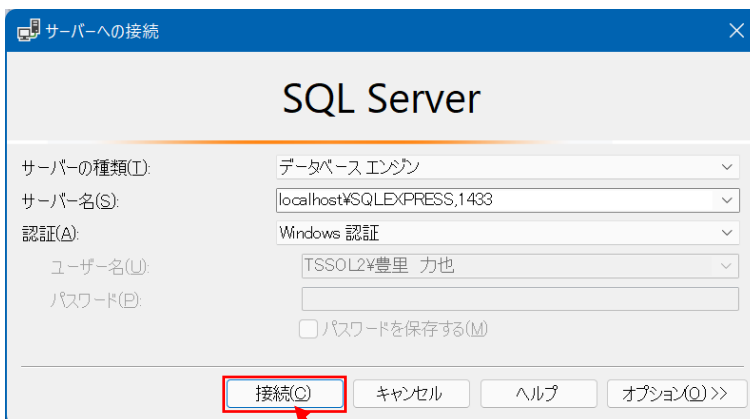 サーバーへの接続
SQL Server
サーバーの種類(T): データベース エンジン
サーバー名(S): localhost¥SQLEXPRESS,1433
認証(A): Windows 認証
ユーザー名(U): TSSOL2¥豊里 力也
パスワード(P):
パスワードを保存する(M)
接続(C) キャンセル ヘルプ オプション(O) >>